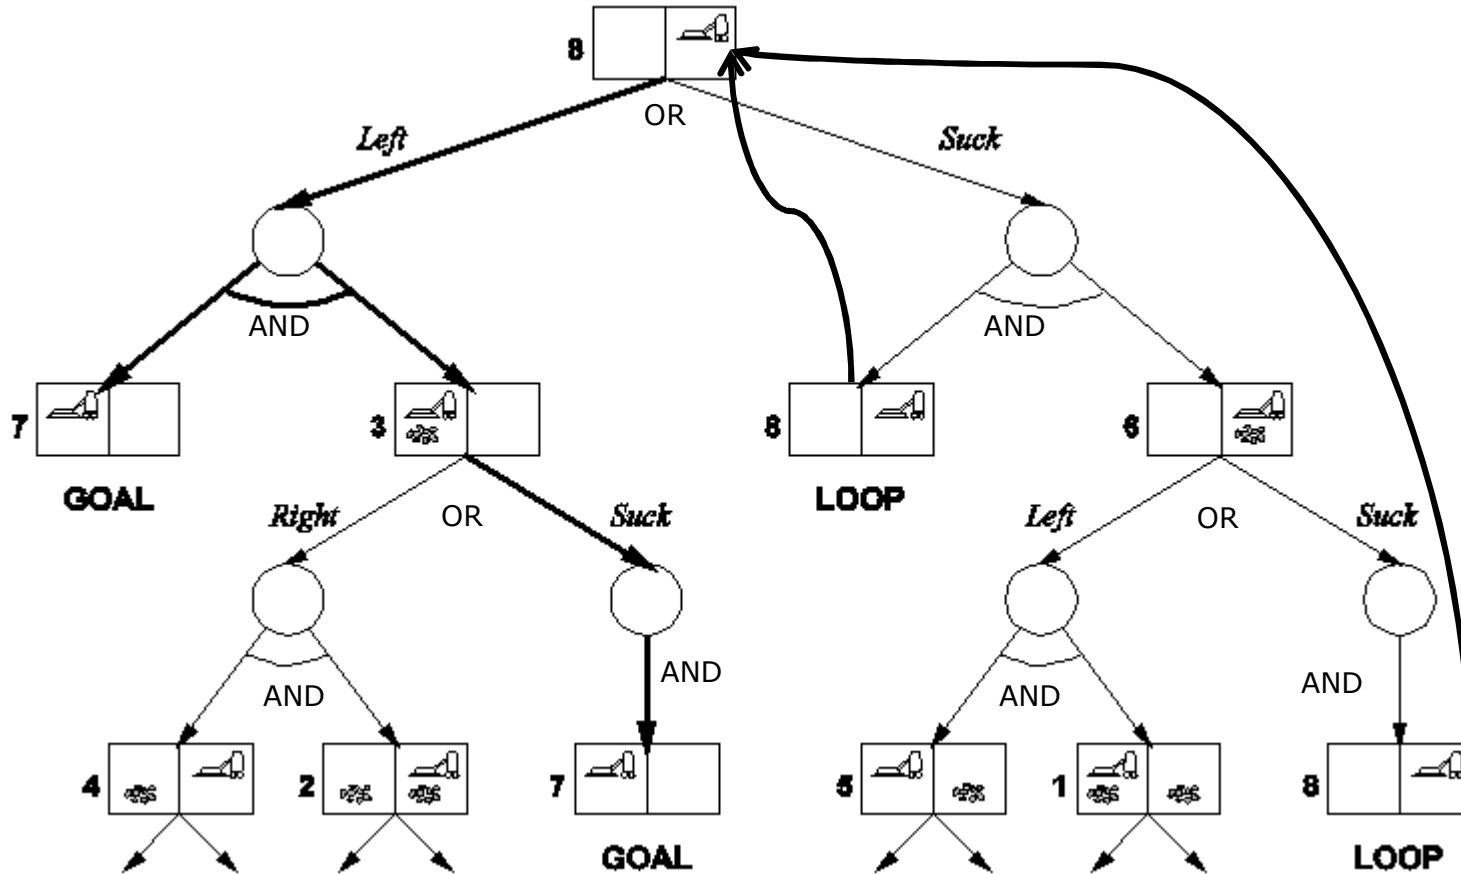 8
OR
Left
Suck
AND
AND
7
3
8
6
GOAL
LOOP
Right
OR
Suck
Left
OR
Suck
AND
AND
AND
AND
4
2
7
5
1
8
GOAL
LOOP